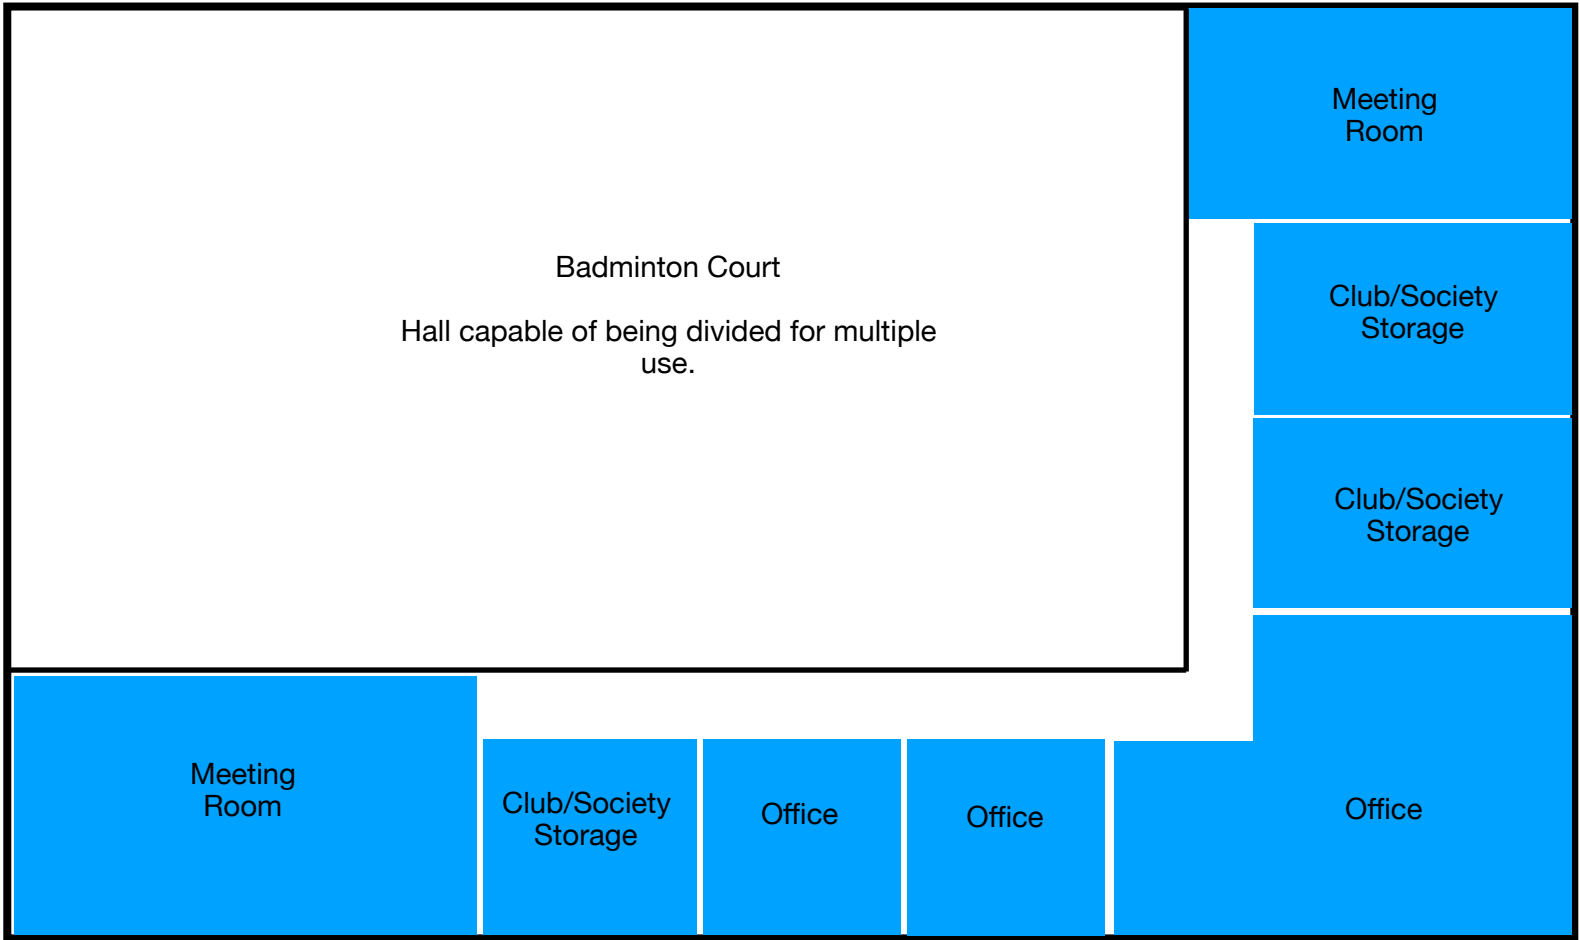 Meeting
Room
Badminton Court
Hall capable of being divided for multiple
use.
Club/Society
Storage
Club/Society
Storage
Meeting
Room
Club/Society
Storage
Office
Office
Office